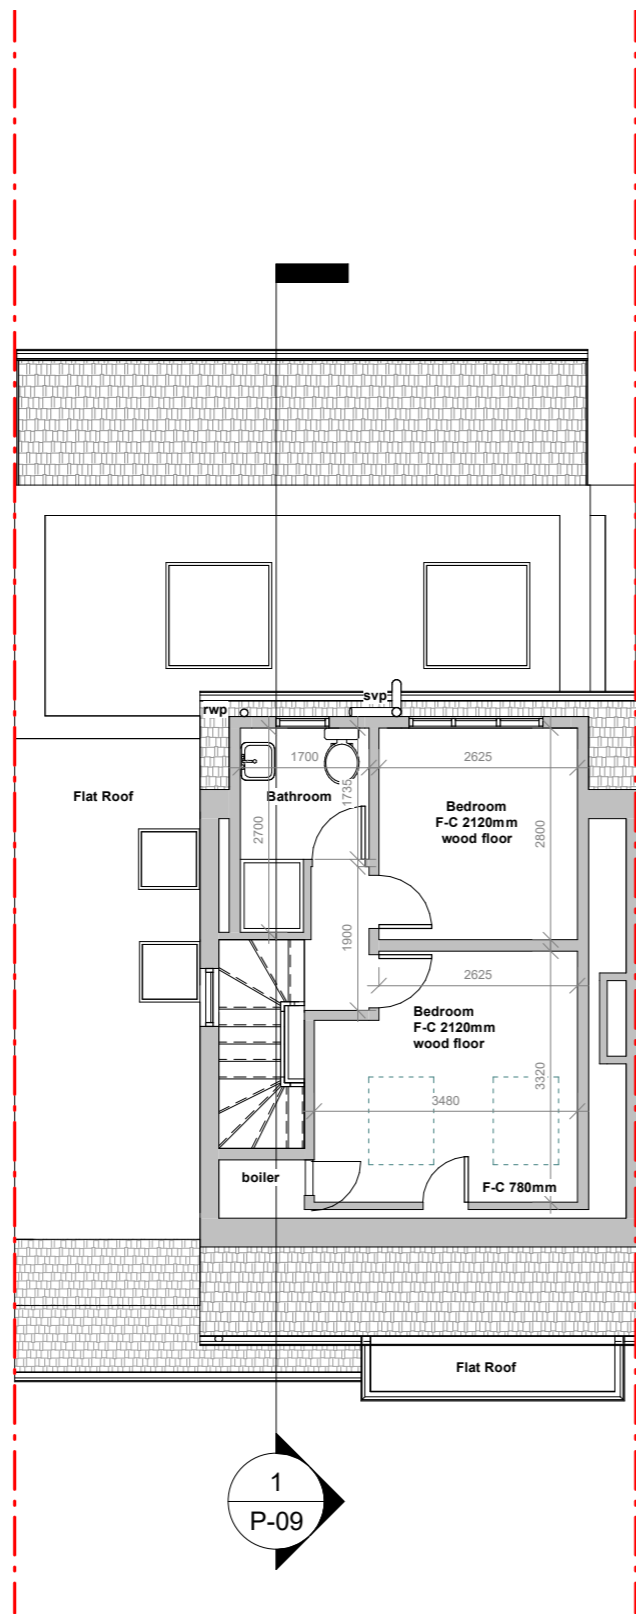 svp
rwp
1700
2625
Flat Roof
Bathroom
1735
Bedroom
F-C 2120mm
wood floor
2700
2800
1900
2625
Bedroom
F-C 2120mm
wood floor
3320
3480
boiler
F-C 780mm
Flat Roof
1
P-09